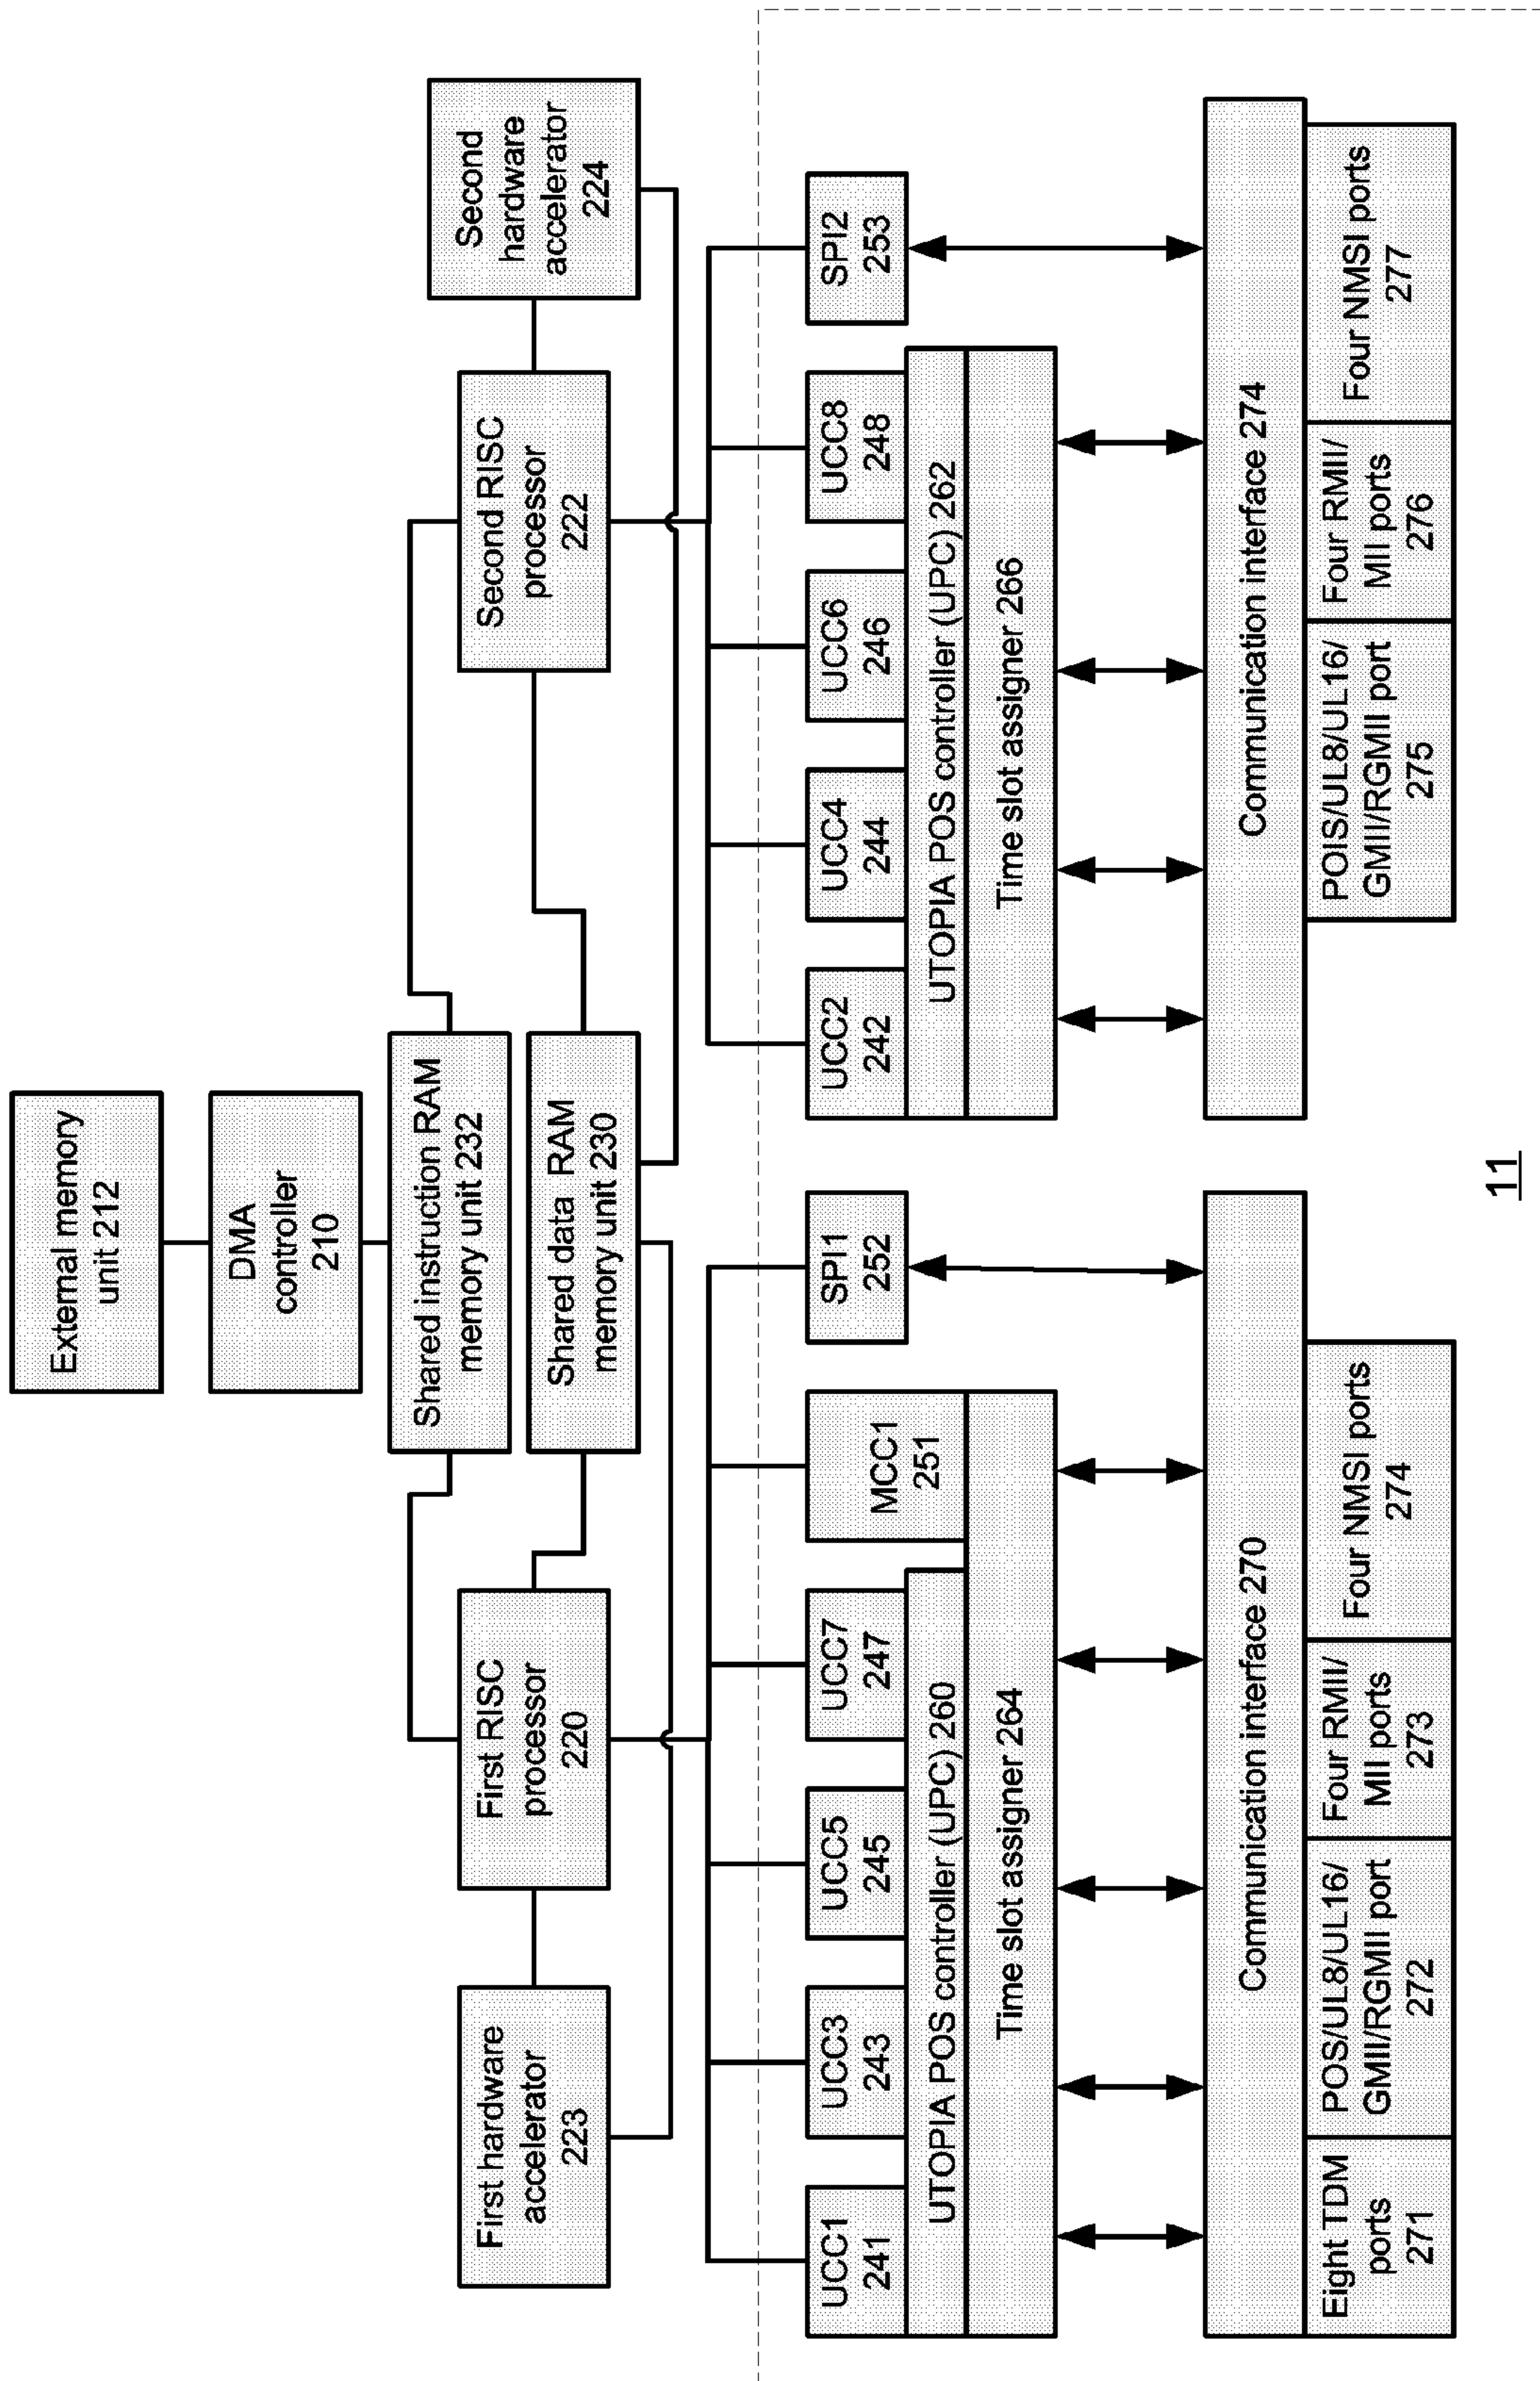 External memory
unit 212
DMA
controller
210
Shared instruction RAM
memory unit 232
Shared data RAM
memory unit 230
First hardware
accelerator
223
First RISC
processor
220
Second RISC
processor
222
Second
hardware
accelerator
224
UCC1
241
UCC3
243
UCC5
245
UCC7
247
MCC1
251
SPI1
252
UTOPIA POS controller (UPC) 260
Time slot assigner 264
UCC2
242
UCC4
244
UCC6
246
UCC8
248
SPI2
253
UTOPIA POS controller (UPC) 262
Time slot assigner 266
Communication interface 270
Eight TDM
ports
271
POS/UL8/UL16/
GMII/RGMII port
272
Four RMII/
MII ports
273
Four NMSI ports
274
Communication interface 274
POIS/UL8/UL16/
GMII/RGMII port
275
Four RMII/
MII ports
276
Four NMSI ports
277
11